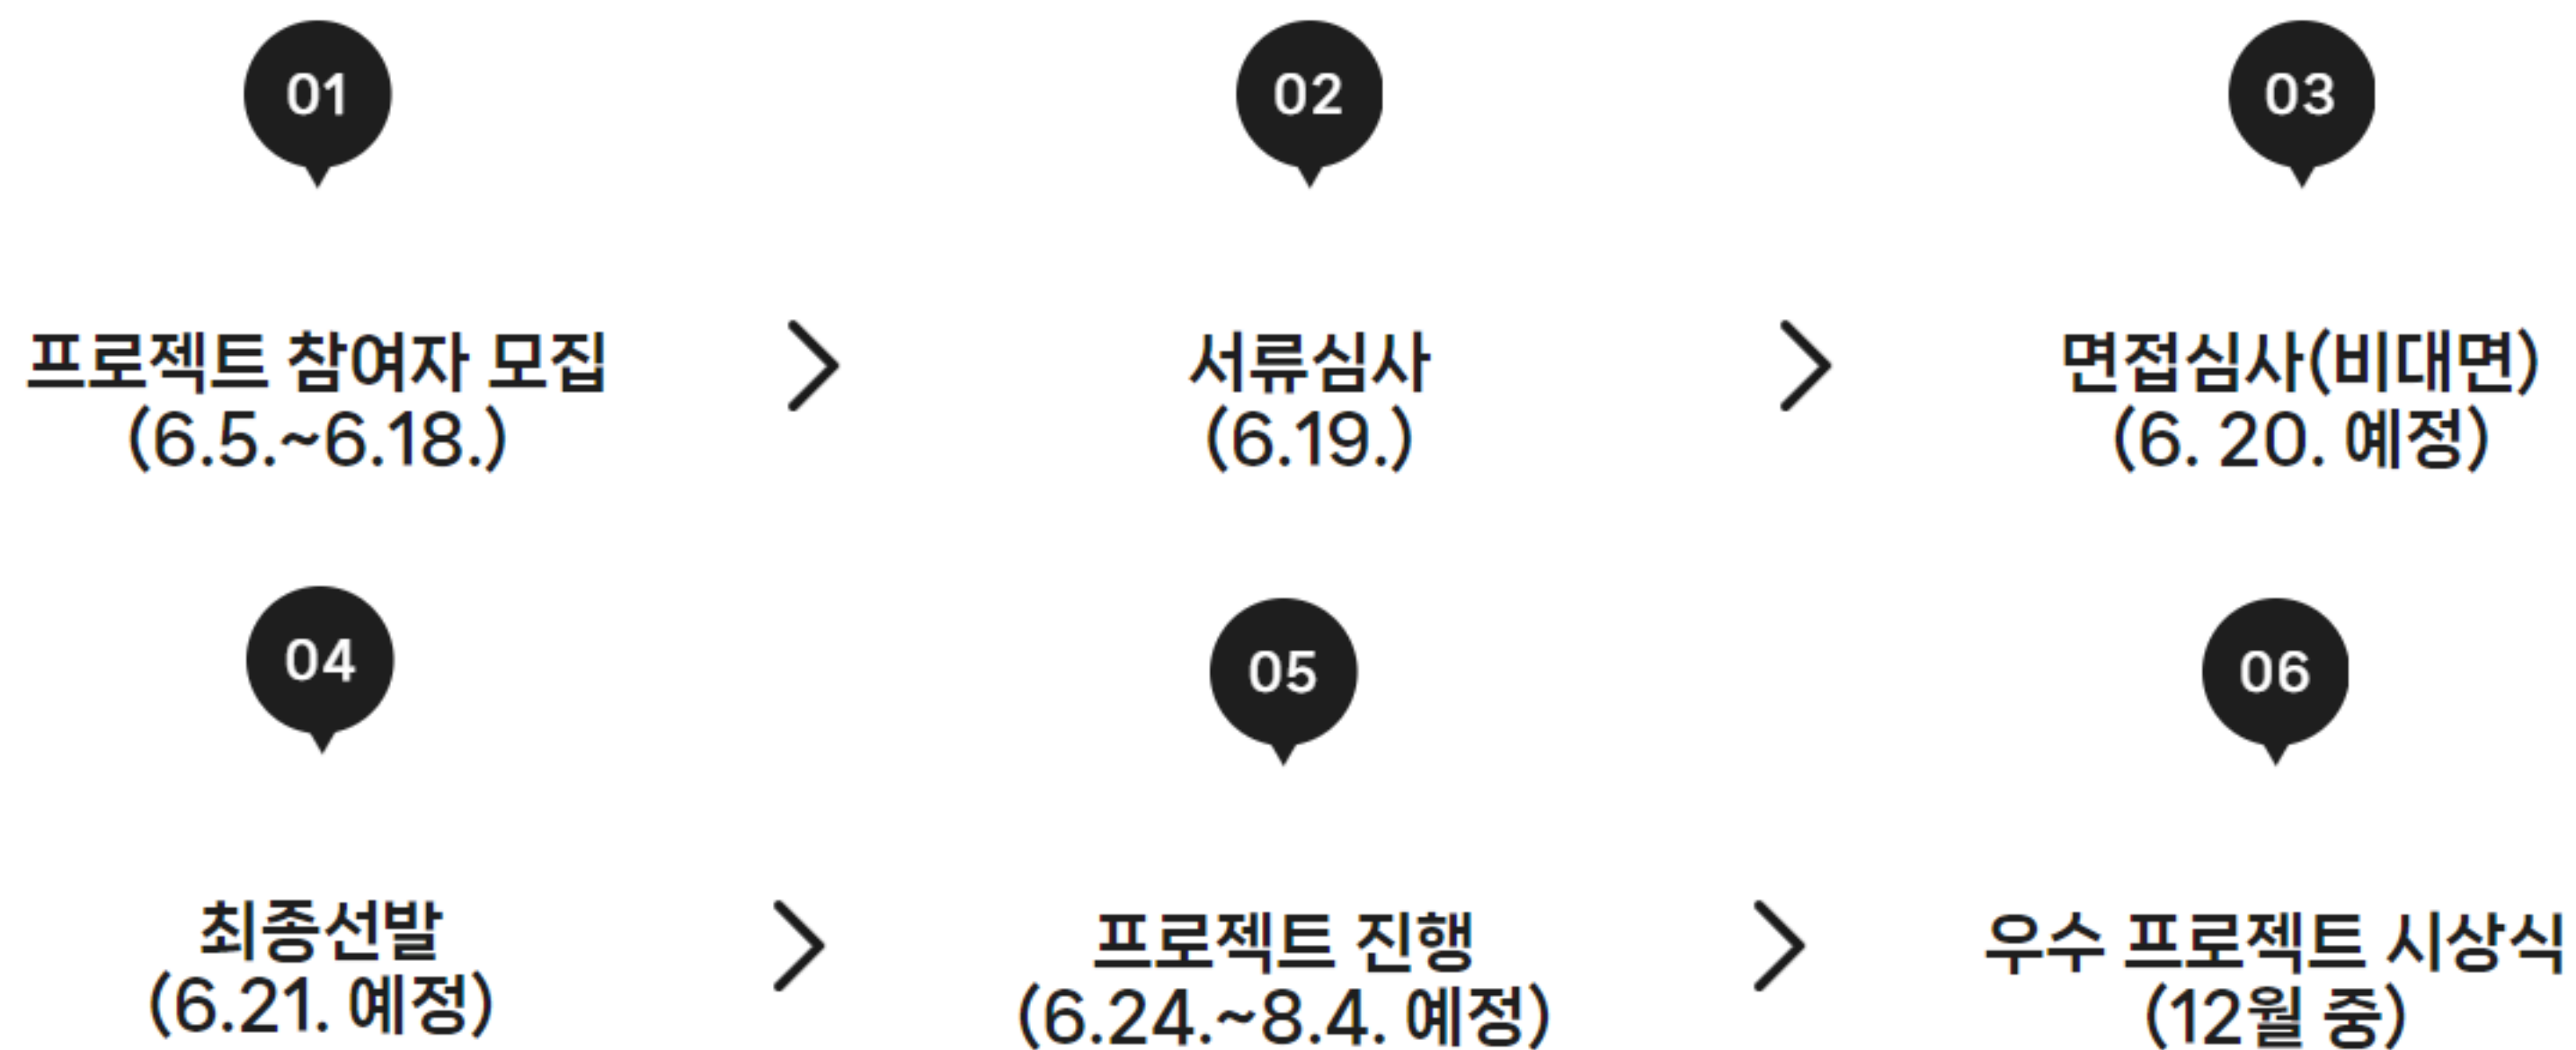 01
프로젝트 참여자 모집
(6.5.~6.18.)
02
서류심사
(6.19.)
03
면접심사(비대면)
(6. 20. 예정)
04
최종선발
(6.21. 예정)
05
프로젝트 진행
(6.24.~8.4. 예정)
06
우수 프로젝트 시상식
(12월 중)